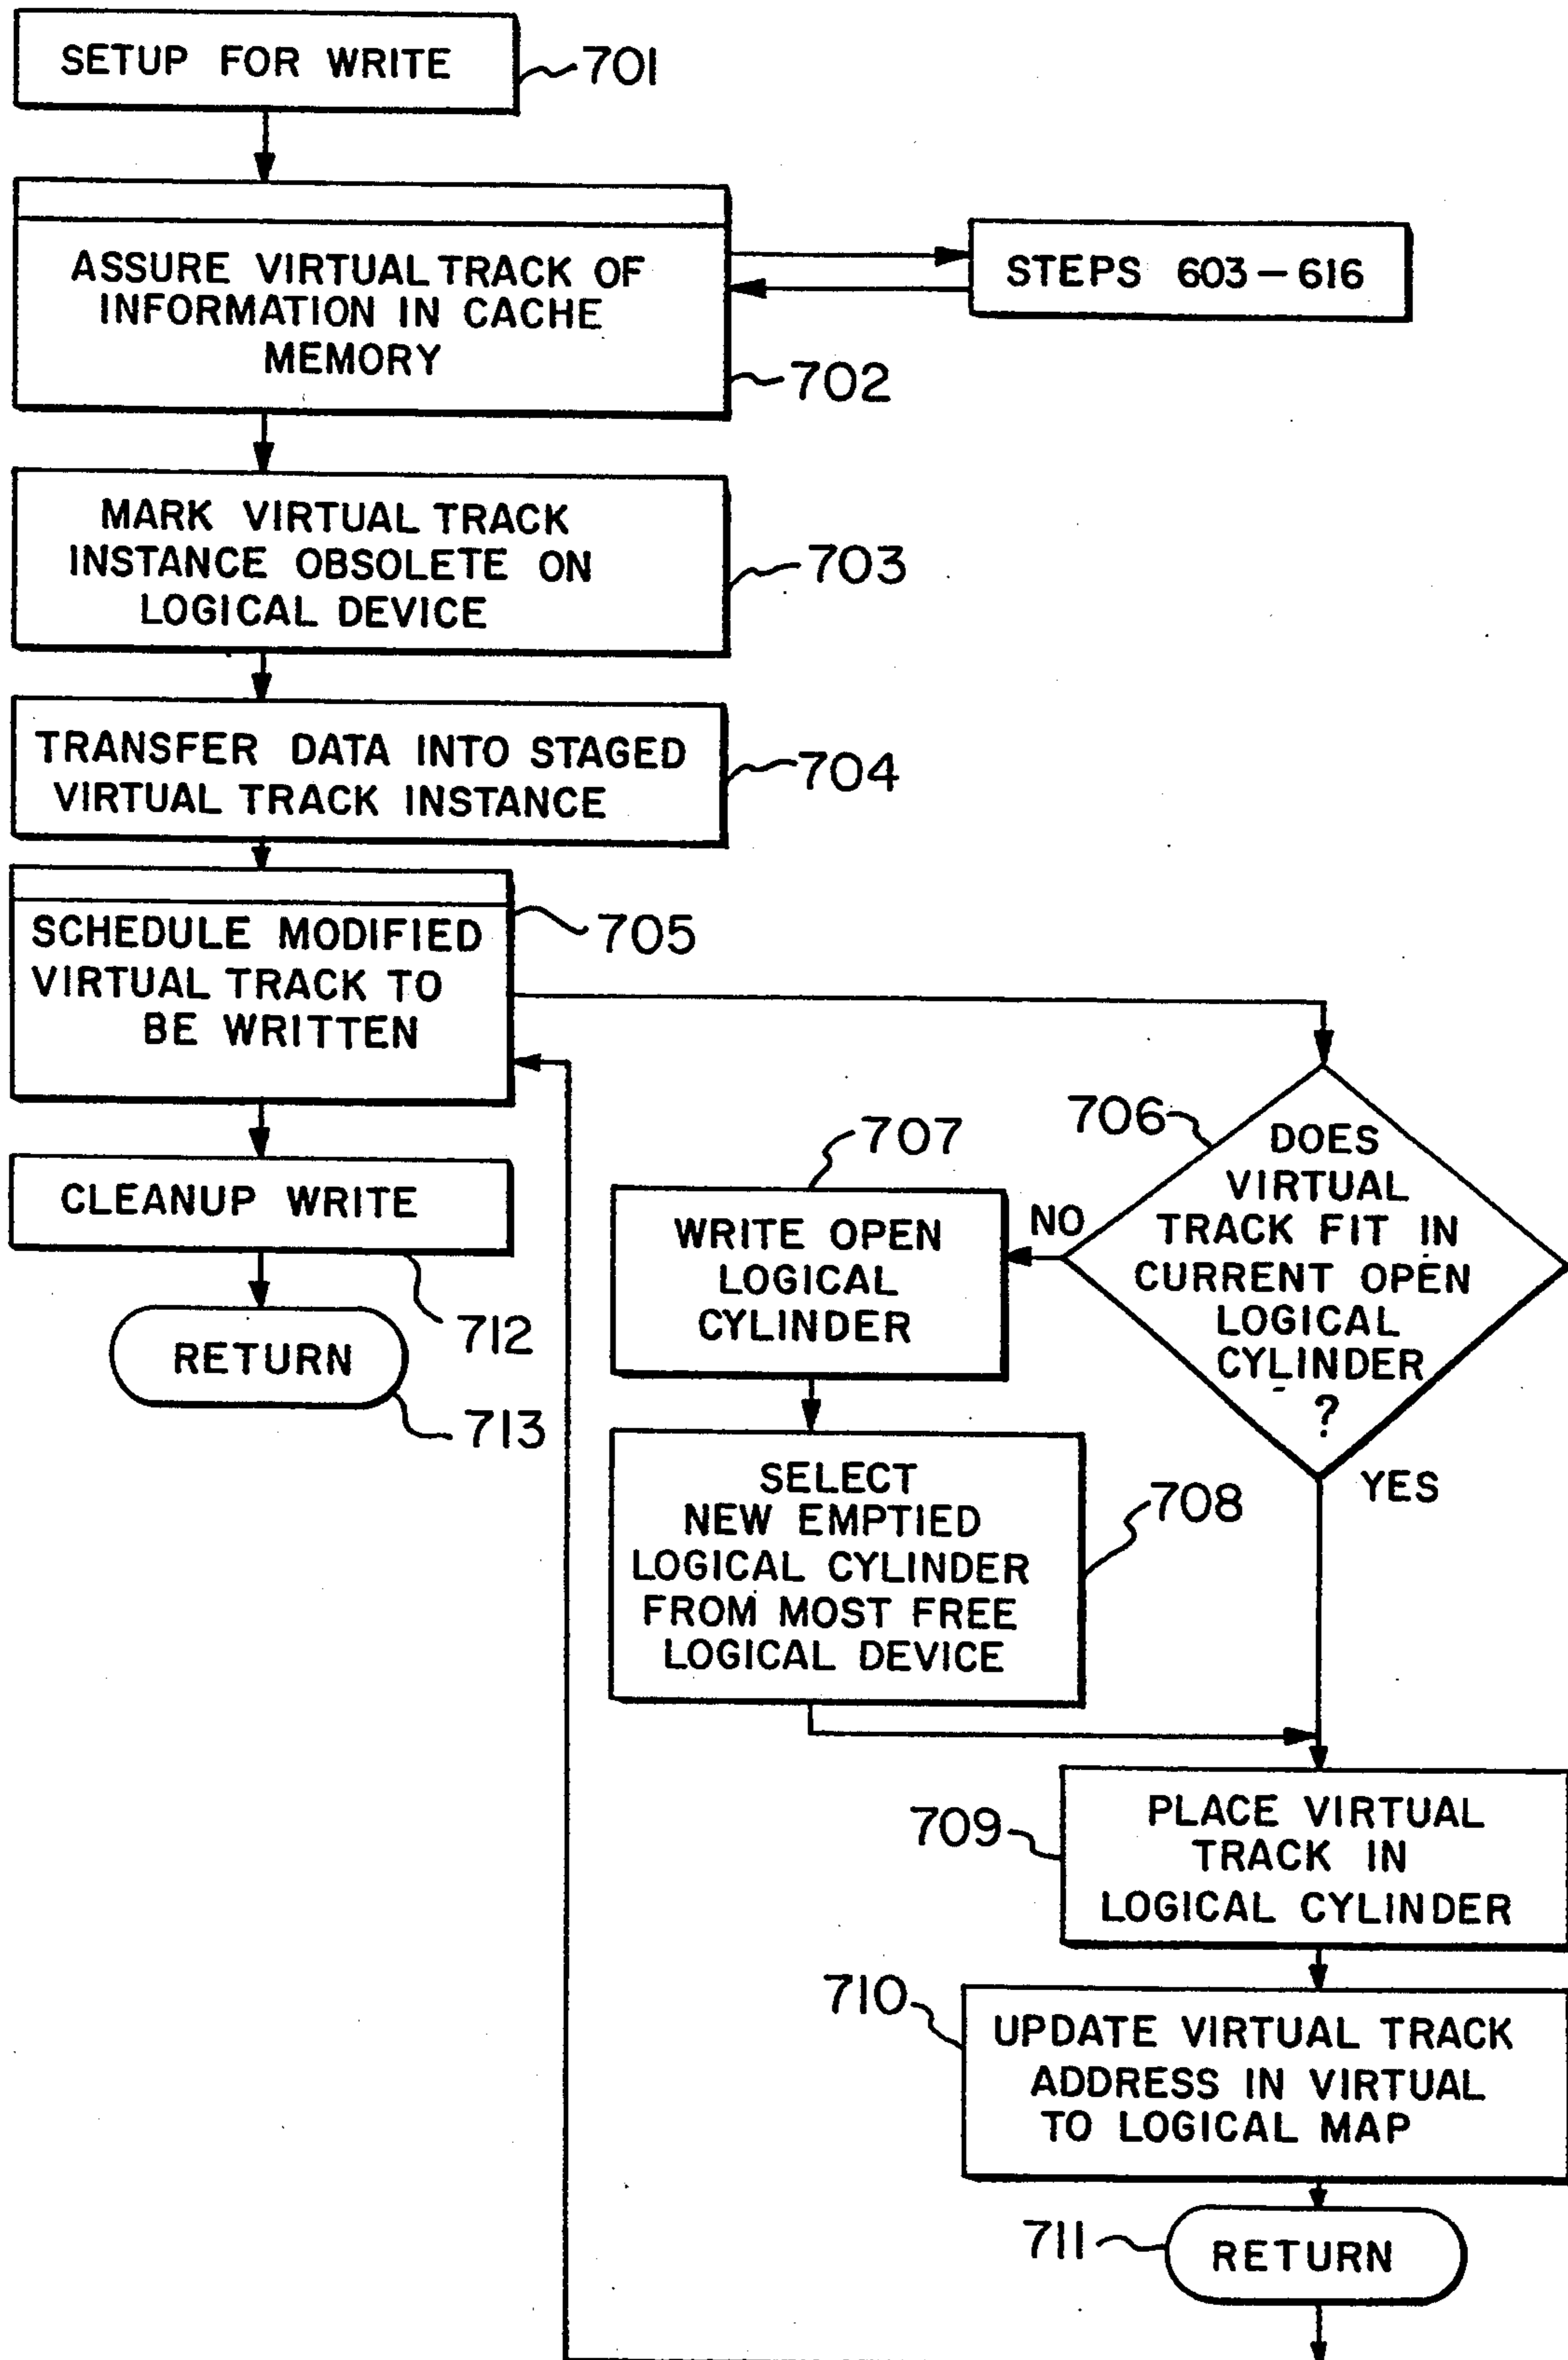 SETUP FOR WRITE
701
ASSURE VIRTUAL TRACK OF
INFORMATION IN CACHE
MEMORY
702
STEPS 603-616
MARK VIRTUAL TRACK
INSTANCE OBSOLETE ON
LOGICAL DEVICE
703
TRANSFER DATA INTO STAGED
VIRTUAL TRACK INSTANCE
704
SCHEDULE MODIFIED
VIRTUAL TRACK TO
BE WRITTEN
705
CLEANUP WRITE
712
RETURN
713
706
DOES
VIRTUAL
TRACK FIT IN
CURRENT OPEN
LOGICAL
CYLINDER
?
NO
YES
707
WRITE OPEN
LOGICAL
CYLINDER
SELECT
NEW EMPTIED
LOGICAL CYLINDER
FROM MOST FREE
LOGICAL DEVICE
708
709
PLACE VIRTUAL
TRACK IN
LOGICAL CYLINDER
710
UPDATE VIRTUAL TRACK
ADDRESS IN VIRTUAL
TO LOGICAL MAP
711
RETURN